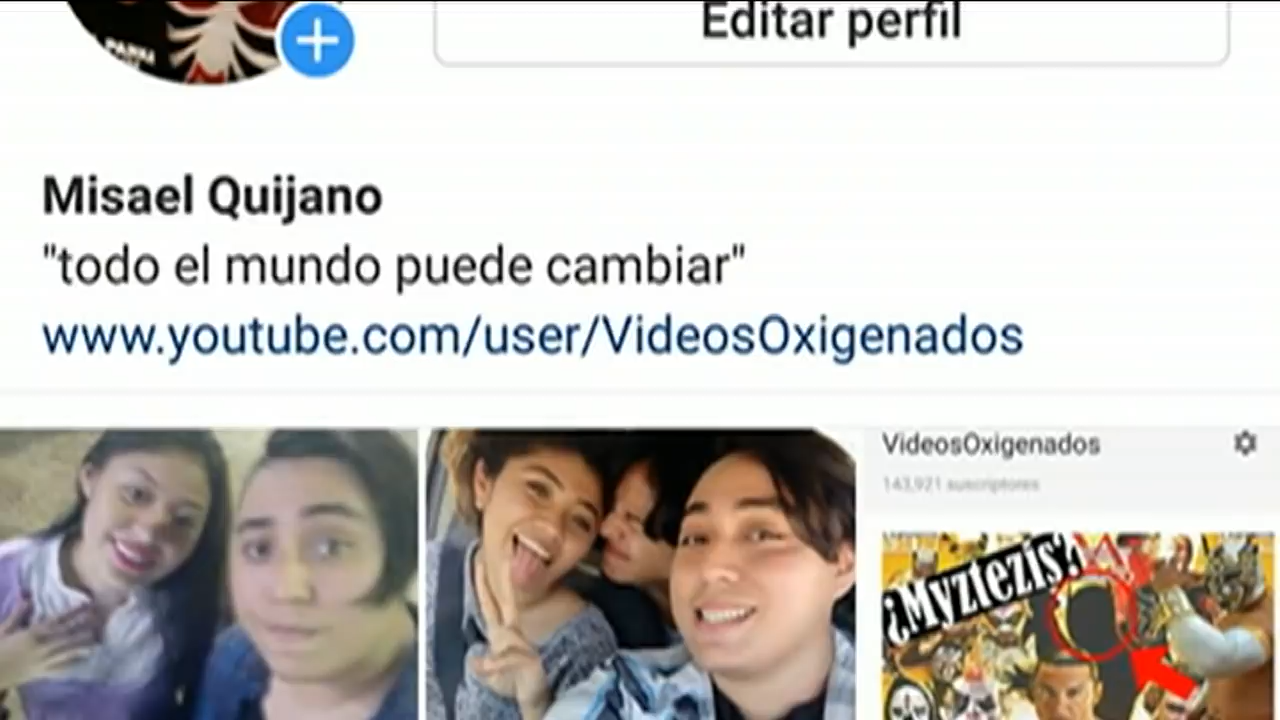 PANKI
Editar perfil
Misael Quijano
"todo el mundo puede cambiar"
www.youtube.com/user/VideosOxigenados
VideosOxigenados
143,921 suscriptores
¿Myztezis?